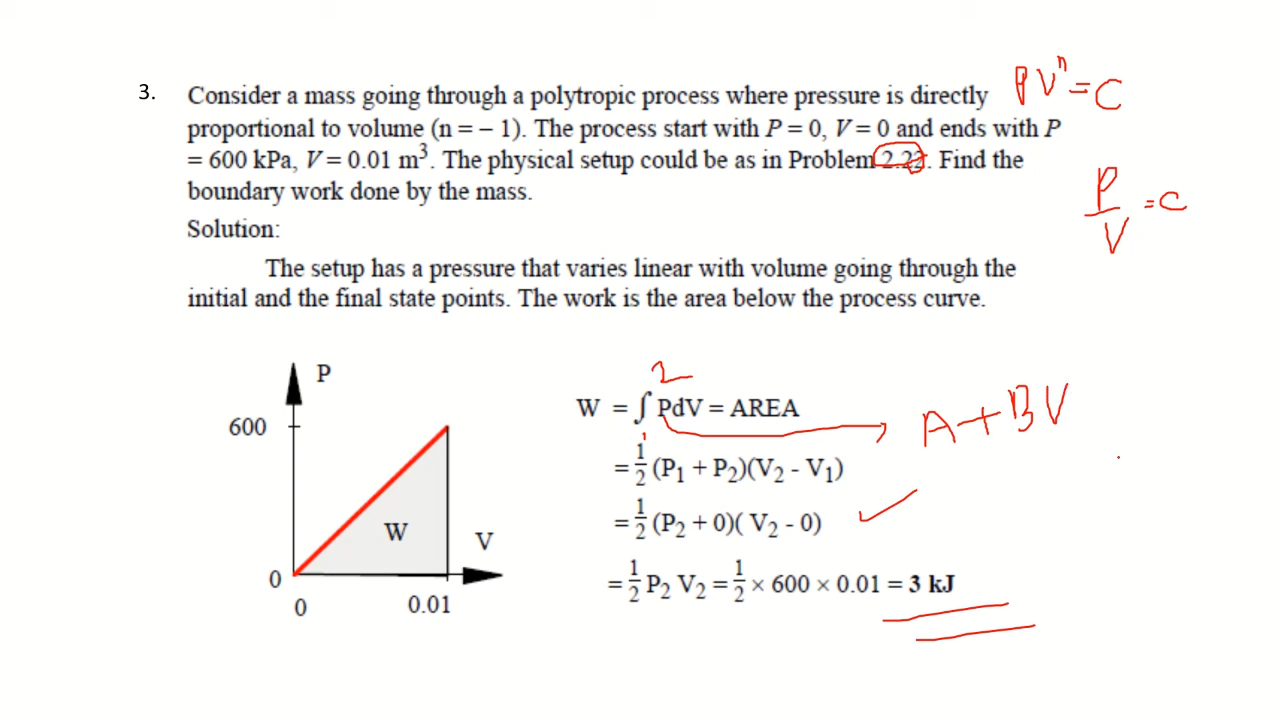 3. Consider a mass going through a polytropic process where pressure is directly
proportional to volume (n = − 1). The process start with P = 0, V = 0 and ends with P
= 600 kPa, V = 0.01 m³. The physical setup could be as in Problem 2.22. Find the
boundary work done by the mass.
Solution:
The setup has a pressure that varies linear with volume going through the
initial and the final state points. The work is the area below the process curve.
PVⁿ = C
P/V = C
P
600
W
V
0
0
0.01
2
W = ∫ PdV = AREA
1
A + BV
= 1/2 (P₁ + P₂)(V₂ - V₁)
= 1/2 (P₂ + 0)( V₂ - 0)
= 1/2 P₂ V₂ = 1/2 × 600 × 0.01 = 3 kJ